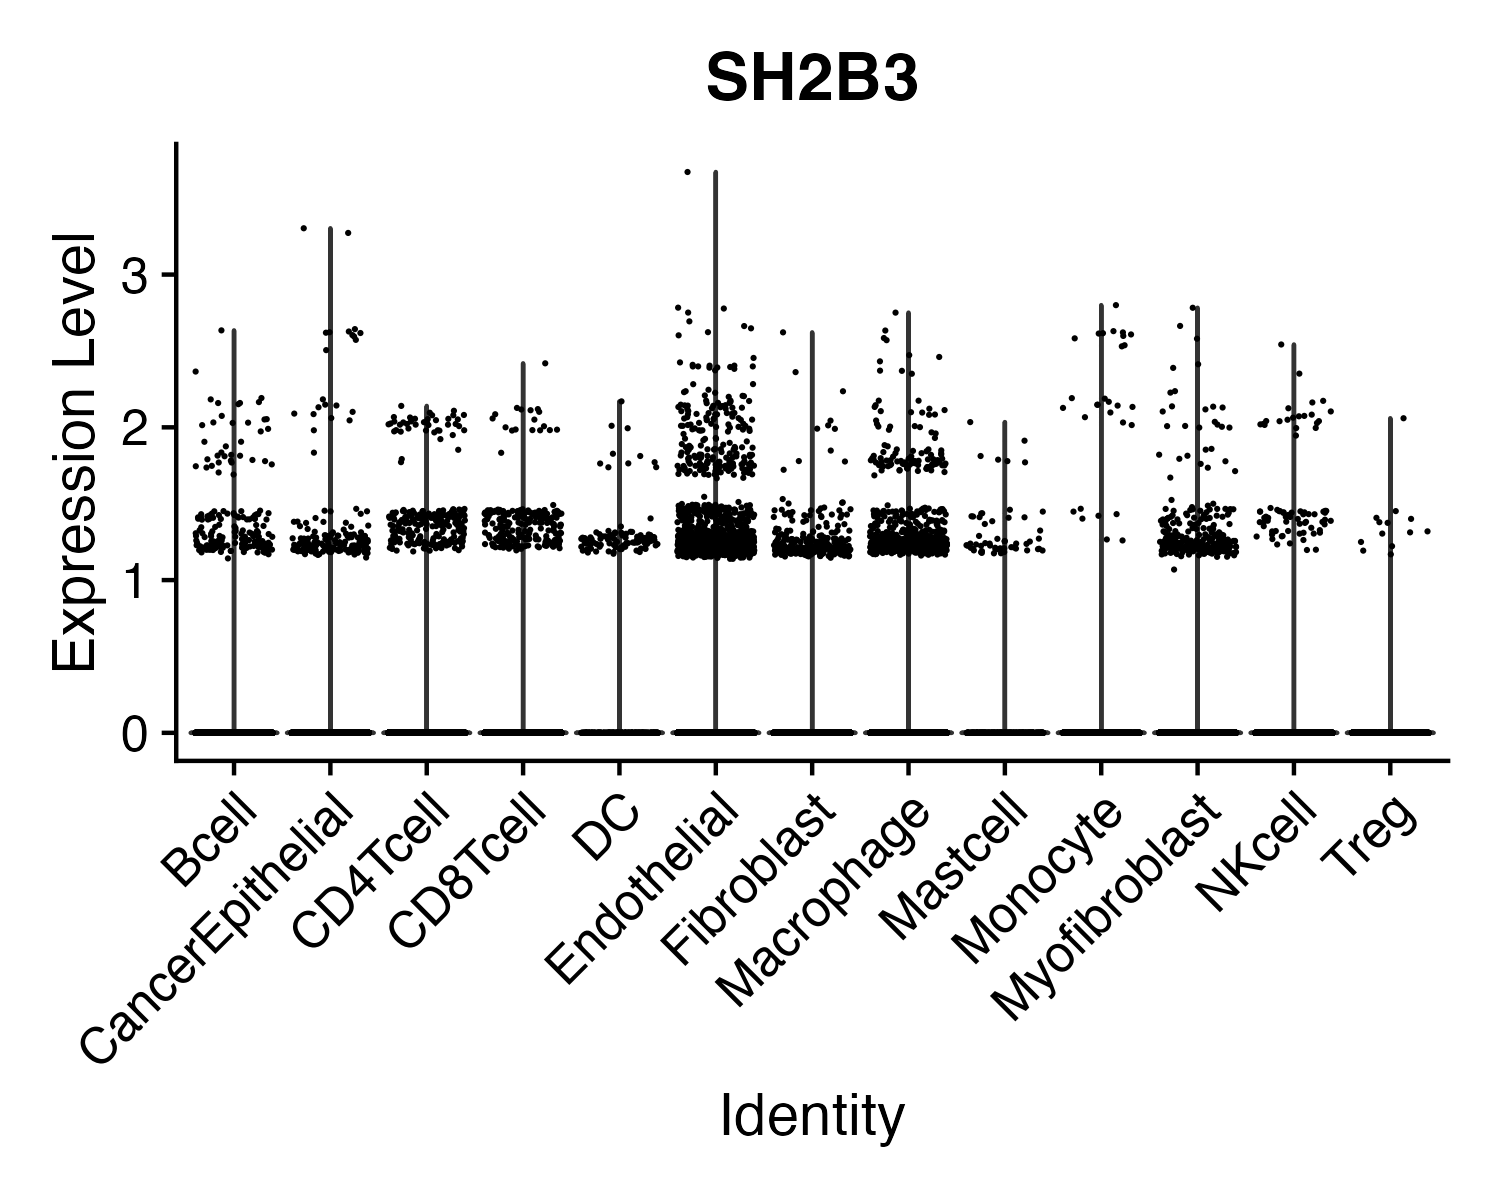 SH2B3
Expression Level
3
2
1
0
Bcell
CancerEpithelial
CD4Tcell
CD8Tcell
DC
Endothelial
Fibroblast
Macrophage
Mastcell
Monocyte
Myofibroblast
NKcell
Treg
Identity